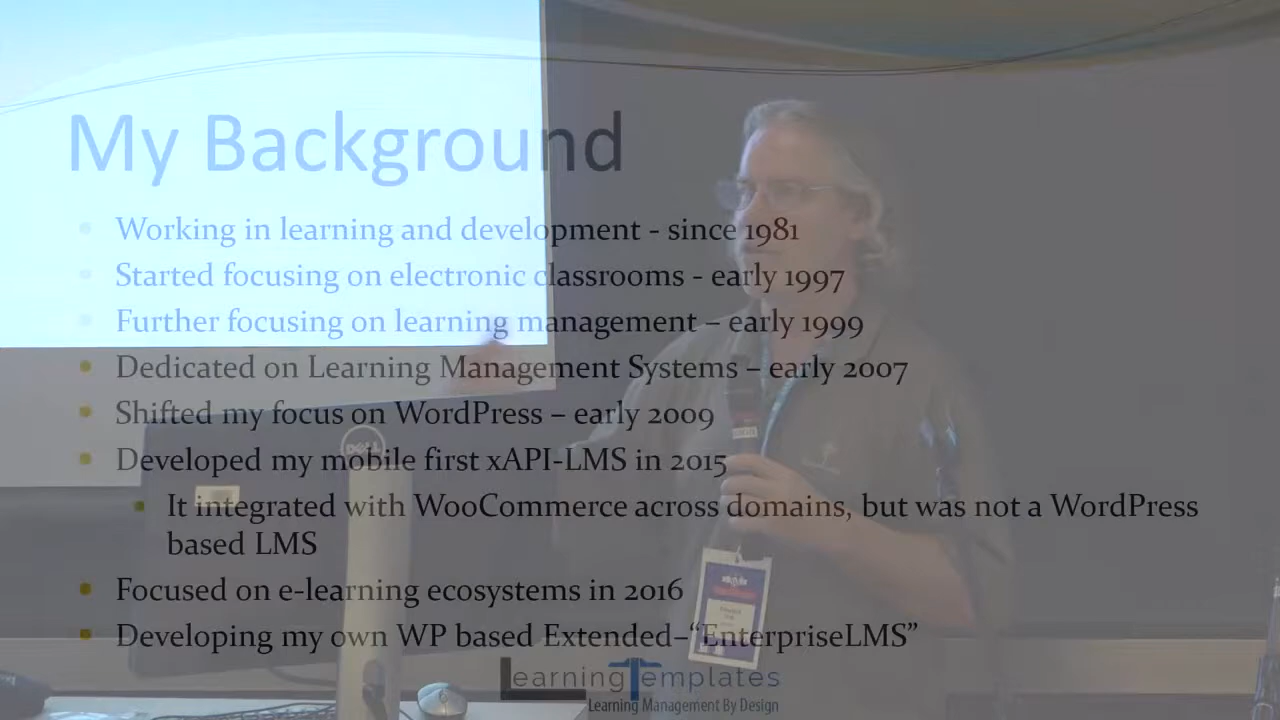 My Background
Working in learning and development - since 1981
Started focusing on electronic classrooms - early 1997
Further focusing on learning management – early 1999
Dedicated on Learning Management Systems – early 2007
Shifted my focus on WordPress – early 2009
DELL
Developed my mobile first xAPI-LMS in 2015
It integrated with WooCommerce across domains, but was not a WordPress
based LMS
Focused on e-learning ecosystems in 2016
Developing my own WP based Extended–“EnterpriseLMS”
LearningTemplates
Learning Management By Design